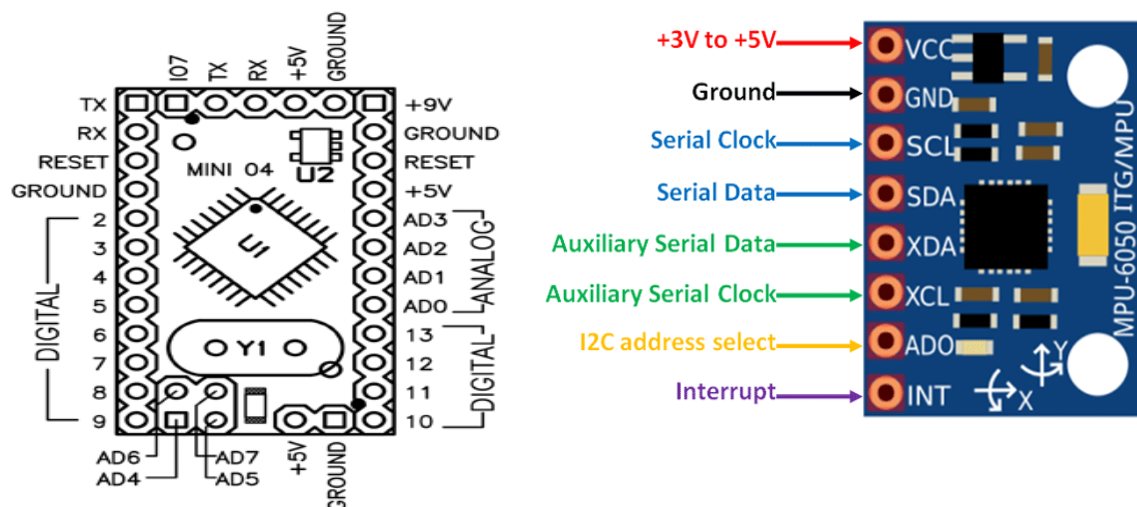 IO7
TX
RX
+5V
GROUND
TX
RX
RESET
GROUND
2
3
4
5
6
7
8
9
DIGITAL
MINI 04
U2
U1
Y1
+9V
GROUND
RESET
+5V
AD3
AD2
AD1
AD0
ANALOG
13
12
11
10
DIGITAL
AD6
AD4
AD7
AD5
+5V
GROUND
+3V to +5V
Ground
Serial Clock
Serial Data
Auxiliary Serial Data
Auxiliary Serial Clock
I2C address select
Interrupt
VCC
GND
SCL
SDA
XDA
XCL
ADO
INT
X
Y
MPU-6050 ITG/MPU